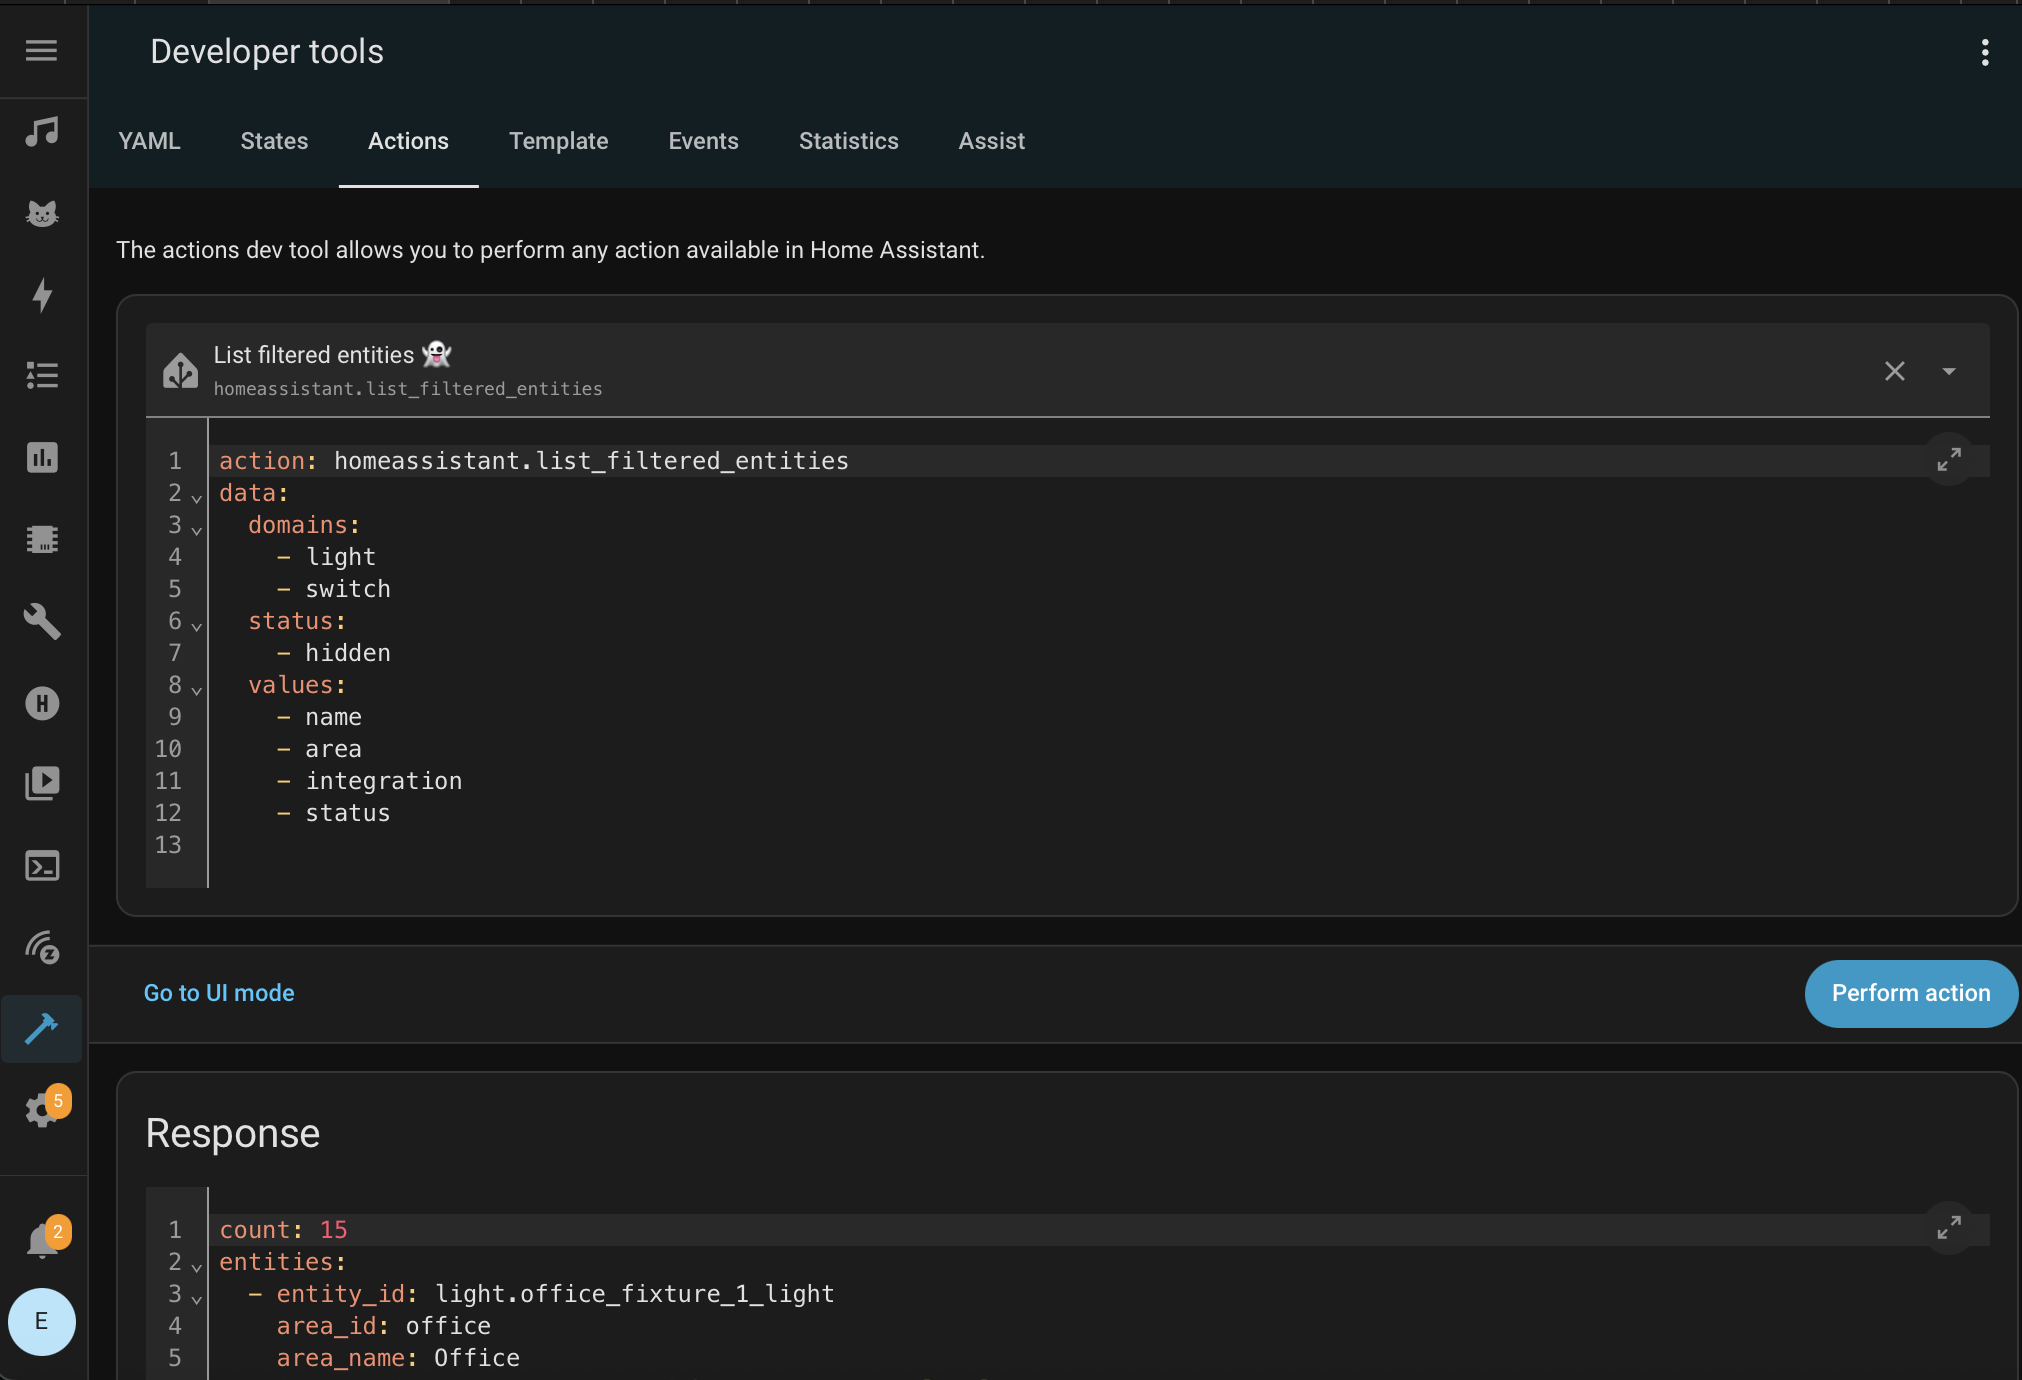 Developer tools
YAML States Actions Template Events Statistics Assist
The actions dev tool allows you to perform any action available in Home Assistant.
List filtered entities 👻
homeassistant.list_filtered_entities
1 action: homeassistant.list_filtered_entities
2 data:
3   domains:
4     - light
5     - switch
6   status:
7     - hidden
8   values:
9     - name
10     - area
11     - integration
12     - status
13
Go to UI mode
Perform action
Response
1 count: 15
2 entities:
3   - entity_id: light.office_fixture_1_light
4     area_id: office
5     area_name: Office
H
Z
5
2
E